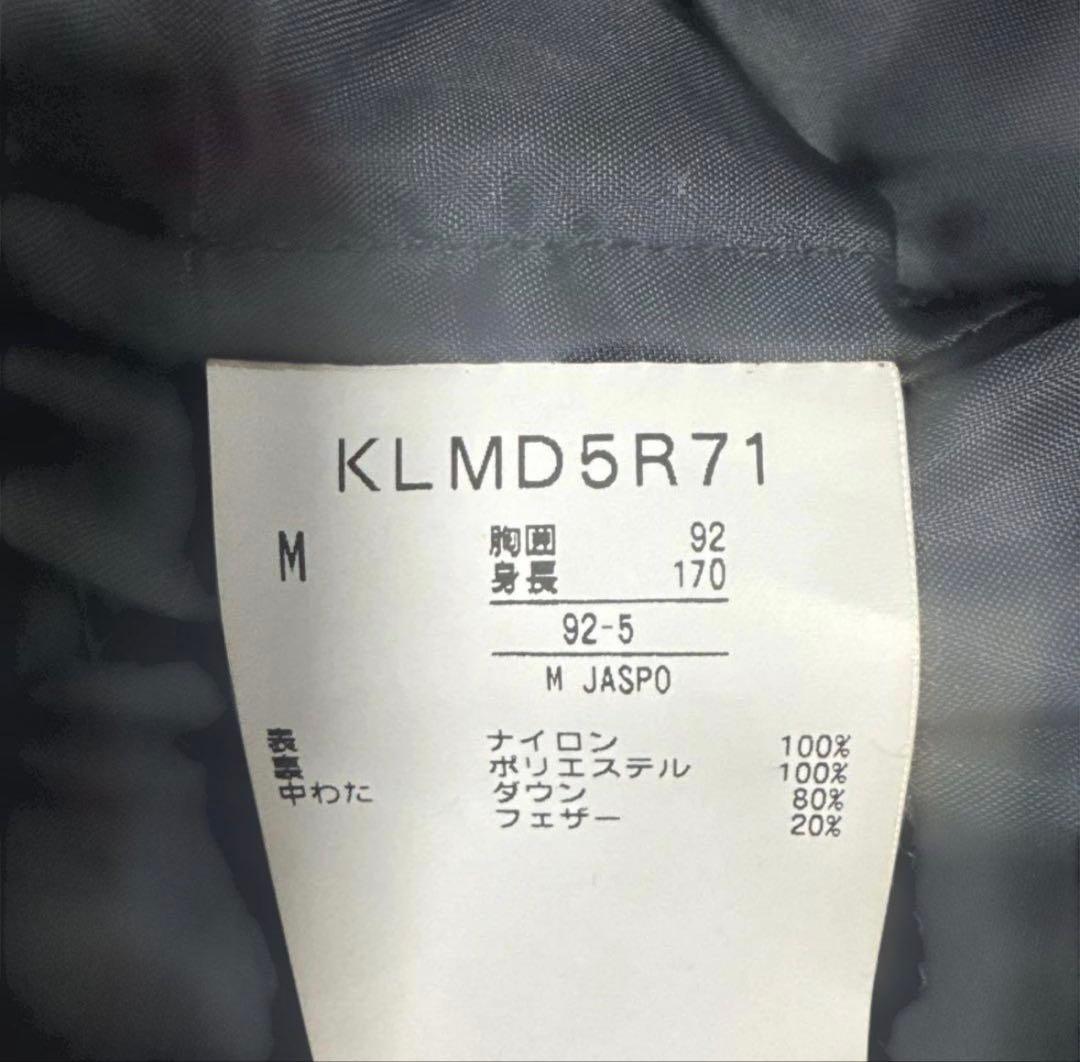 KLMD5R71
M 胸囲 92
身長 170
92-5
M JASPO
表 ナイロン 100%
裏 ポリエステル 100%
中わた ダウン 80%
フェザー 20%